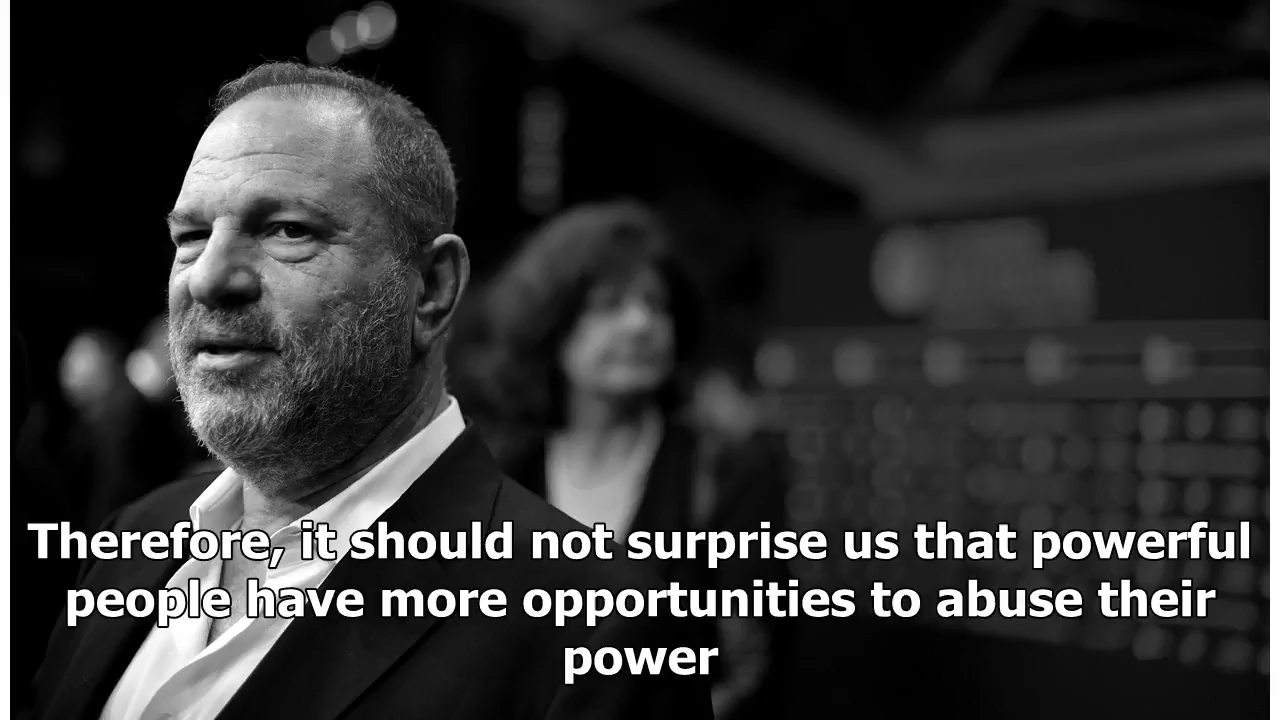 Therefore, it should not surprise us that powerful
people have more opportunities to abuse their
power